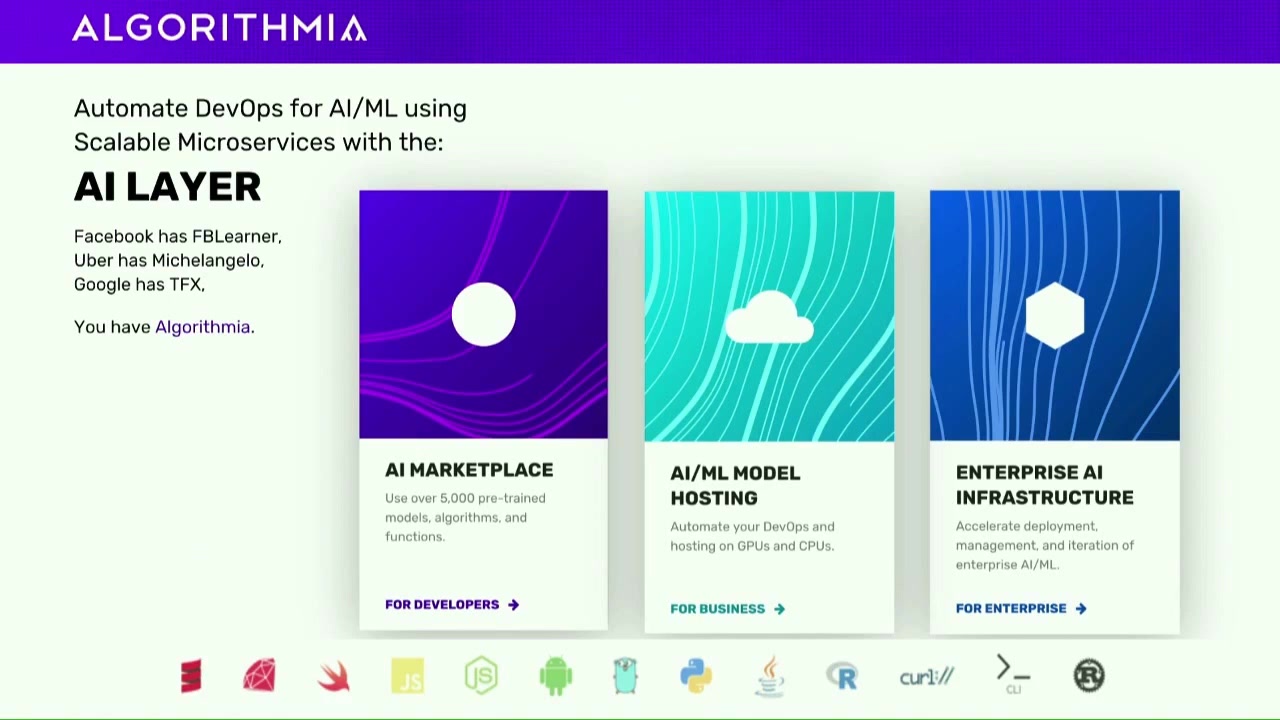 ALGORITHMIA
Automate DevOps for AI/ML using
Scalable Microservices with the:
AI LAYER
Facebook has FBLearner,
Uber has Michelangelo,
Google has TFX,
You have Algorithmia.
AI MARKETPLACE
Use over 5,000 pre-trained
models, algorithms, and
functions.
FOR DEVELOPERS
AI/ML MODEL
HOSTING
Automate your DevOps and
hosting on GPUs and CPUs.
FOR BUSINESS
ENTERPRISE AI
INFRASTRUCTURE
Accelerate deployment,
management, and iteration of
enterprise AI/ML.
FOR ENTERPRISE
JS
JS
R
curl://
CLI
R